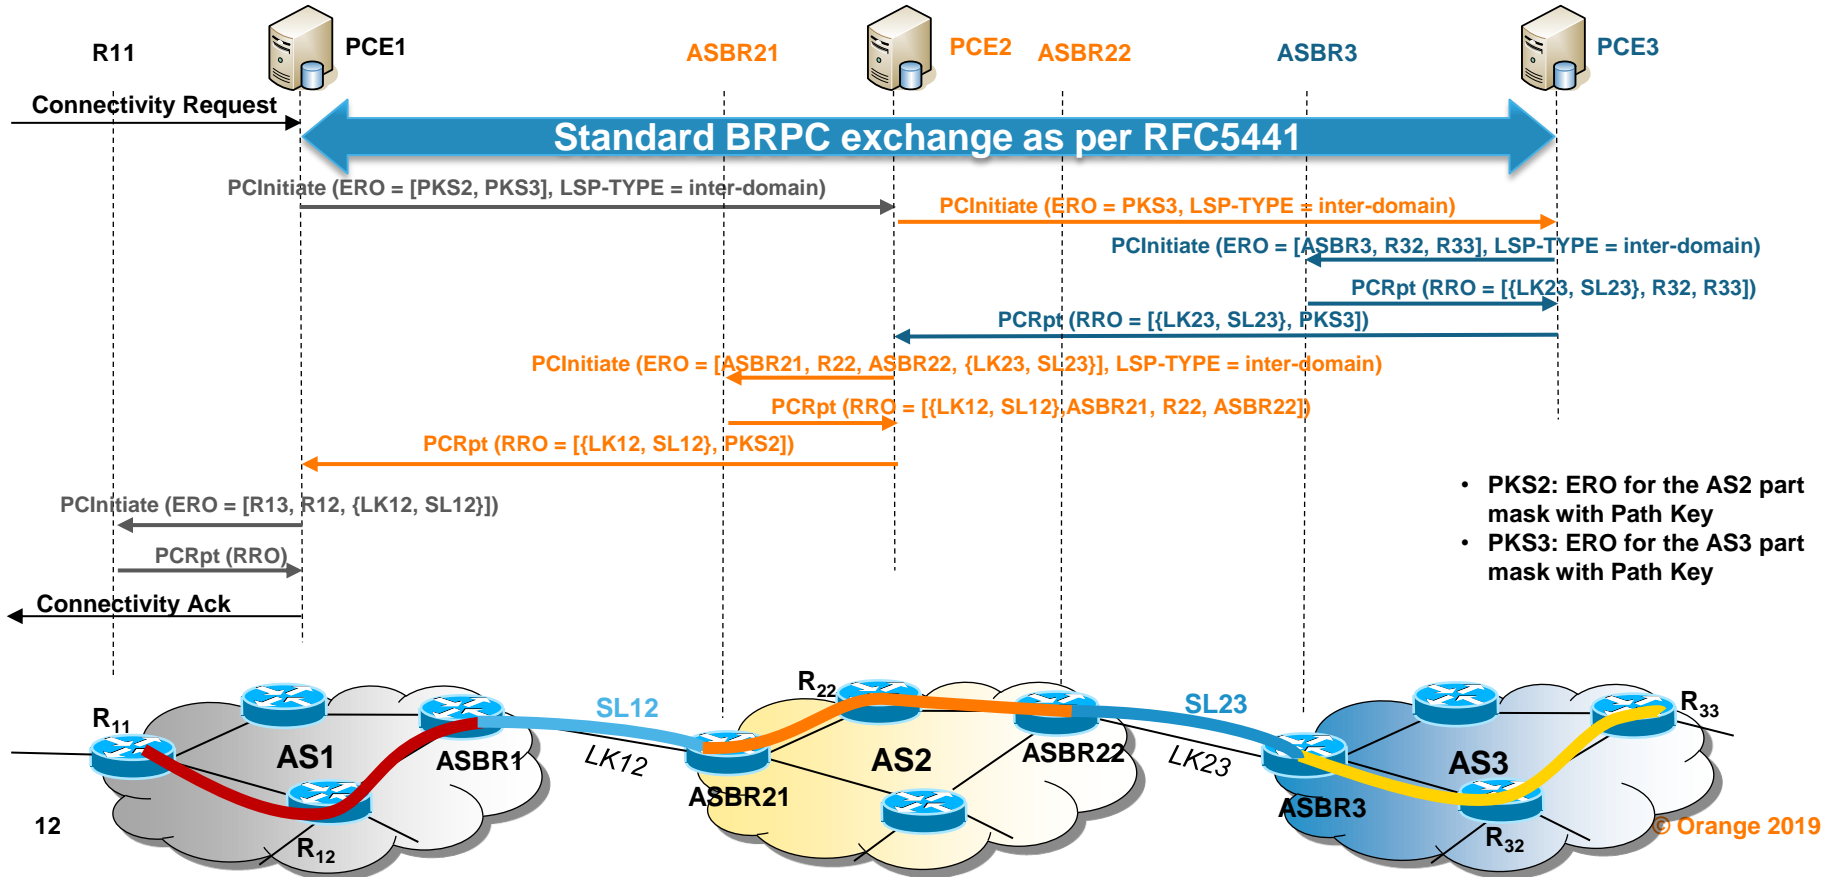 R11
PCE1
ASBR21
PCE2
ASBR22
ASBR3
PCE3
Connectivity Request
Standard BRPC exchange as per RFC5441
PCInitiate (ERO = [PKS2, PKS3], LSP-TYPE = inter-domain)
PCInitiate (ERO = PKS3, LSP-TYPE = inter-domain)
PCInitiate (ERO = [ASBR3, R32, R33], LSP-TYPE = inter-domain)
PCRpt (RRO = [{LK23, SL23}, R32, R33])
PCRpt (RRO = [{LK23, SL23}, PKS3])
PCInitiate (ERO = [ASBR21, R22, ASBR22, {LK23, SL23}], LSP-TYPE = inter-domain)
PCRpt (RRO = [{LK12, SL12},ASBR21, R22, ASBR22])
PCRpt (RRO = [{LK12, SL12}, PKS2])
PCInitiate (ERO = [R13, R12, {LK12, SL12}])
PCRpt (RRO)
Connectivity Ack
• PKS2: ERO for the AS2 part
mask with Path Key
• PKS3: ERO for the AS3 part
mask with Path Key
R11
AS1
ASBR1
R12
SL12
LK12
R22
ASBR21
AS2
ASBR22
SL23
LK23
ASBR3
AS3
R33
R32
12
© Orange 2019